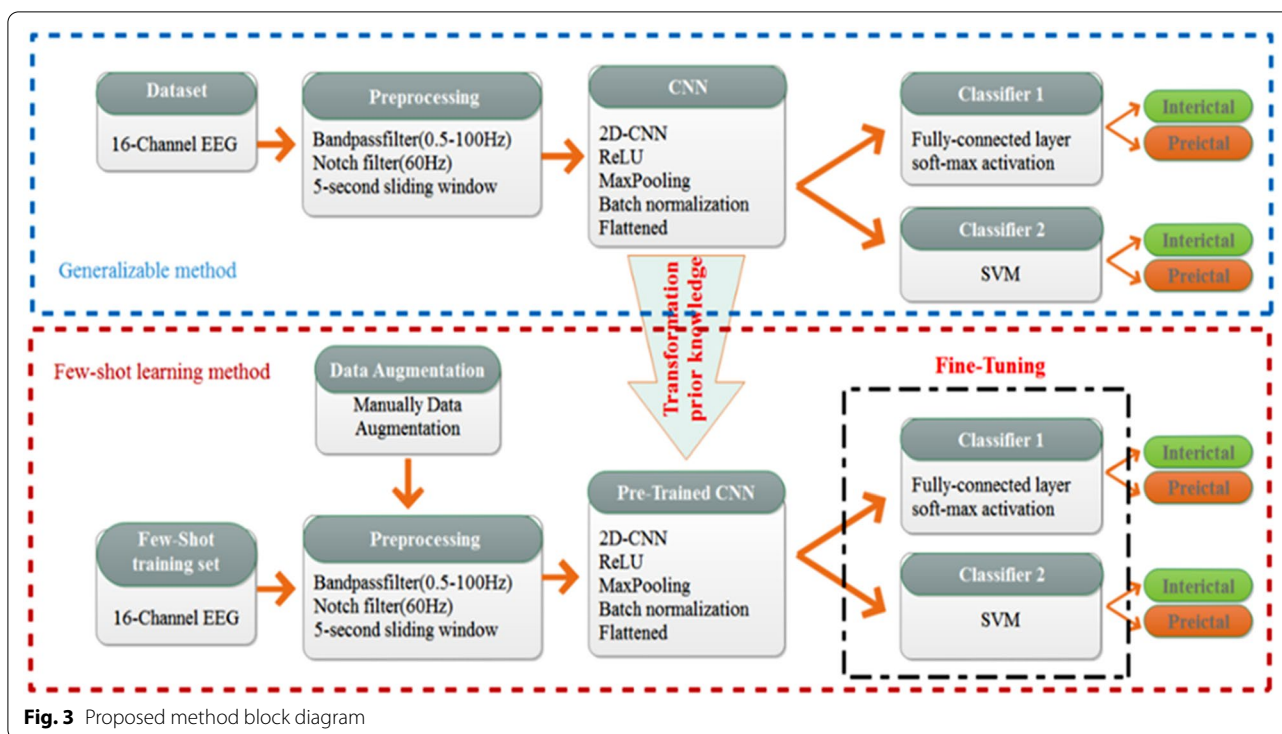 Dataset
16-Channel EEG
Preprocessing
Bandpassfilter(0.5-100Hz)
Notch filter(60Hz)
5-second sliding window
CNN
2D-CNN
ReLU
MaxPooling
Batch normalization
Flattened
Classifier 1
Fully-connected layer
soft-max activation
Interictal
Preictal
Classifier 2
SVM
Interictal
Preictal
Generalizable method
Transformation
prior knowledge
Few-shot learning method
Data Augmentation
Manually Data
Augmentation
Fine-Tuning
Few-Shot
training set
16-Channel EEG
Preprocessing
Bandpassfilter(0.5-100Hz)
Notch filter(60Hz)
5-second sliding window
Pre-Trained CNN
2D-CNN
ReLU
MaxPooling
Batch normalization
Flattened
Classifier 1
Fully-connected layer
soft-max activation
Interictal
Preictal
Classifier 2
SVM
Interictal
Preictal
Fig. 3 Proposed method block diagram